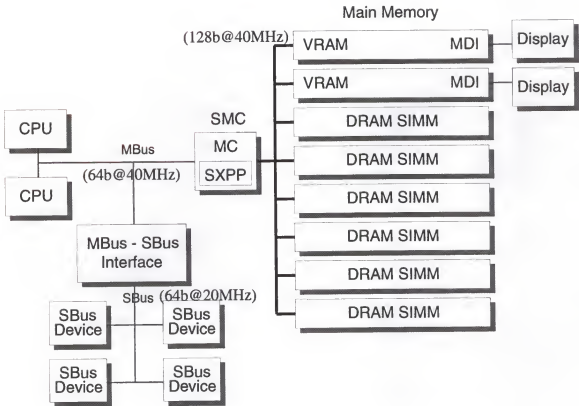 Main Memory
(128b@40MHz)
VRAM MDI
Display
VRAM MDI
Display
SMC
CPU
MC
DRAM SIMM
MBus
DRAM SIMM
(64b@40MHz)
SXPP
CPU
DRAM SIMM
MBus - SBus
Interface
DRAM SIMM
DRAM SIMM
SBus (64b@20MHz)
SBus
Device
SBus
Device
DRAM SIMM
SBus
Device
SBus
Device